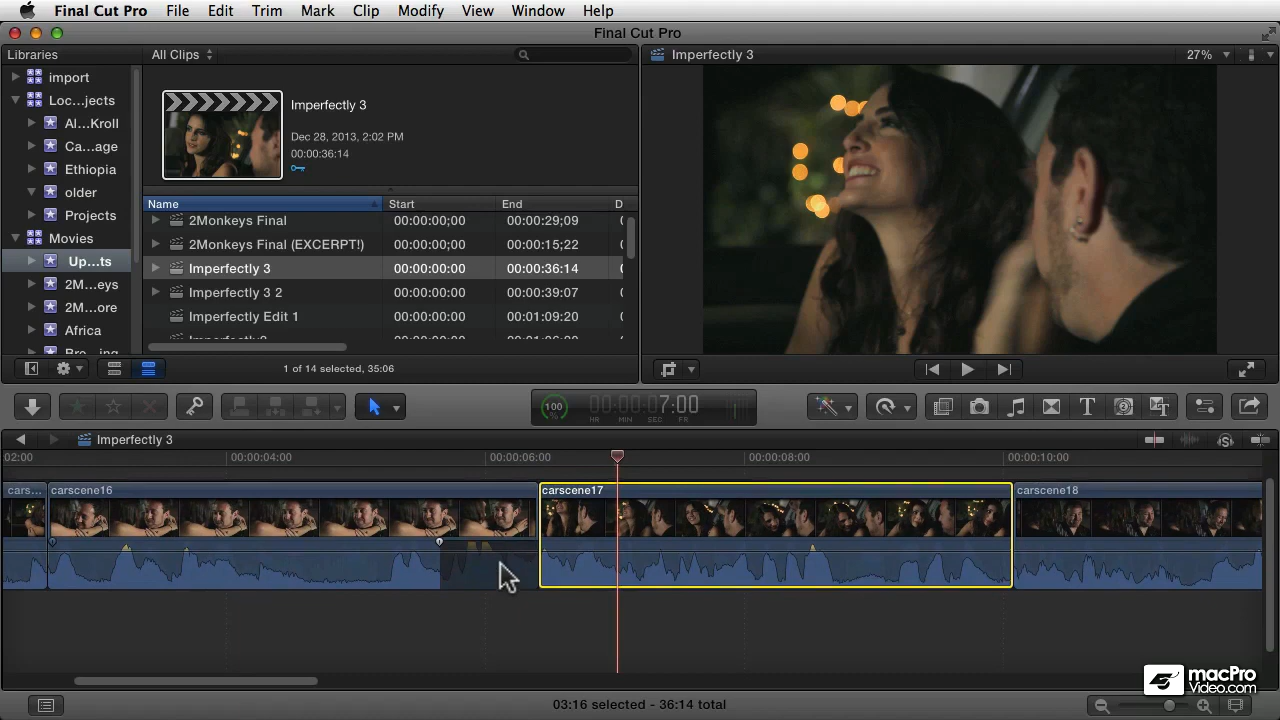 Final Cut Pro File Edit Trim Mark Clip Modify View Window Help
Final Cut Pro
Libraries
All Clips
Imperfectly 3
27%
import
Loc...jects
Al...Kroll
Ca...age
Ethiopia
older
Projects
Movies
Up...ts
2M...eys
2M...ore
Africa
Bre...ing
Imperfectly 3
Dec 28, 2013, 2:02 PM
00:00:36:14
Name Start End D
2Monkeys Final 00:00:00;00 00:00:29;09
2Monkeys Final (EXCERPT!) 00:00:00;00 00:00:15;22
Imperfectly 3 00:00:00:00 00:00:36:14
Imperfectly 3 2 00:00:00:00 00:00:39:07
Imperfectly Edit 1 00:00:00:00 00:01:09:20
1 of 14 selected, 35:06
100
%
00:00:07:00
HR MIN SEC FR
Imperfectly 3
02:00 00:00:04:00 00:00:06:00 00:00:08:00 00:00:10:00
cars... carscene16 carscene17 carscene18
macPro
Video.com
03:16 selected - 36:14 total